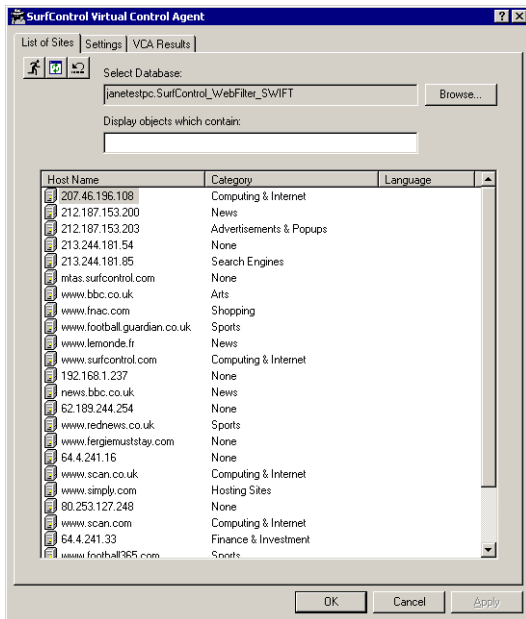 SurfControl Virtual Control Agent
List of Sites Settings VCA Results
Select Database:
janetestpc.SurfControl_WebFilter_SWIFT Browse...
Display objects which contain:
Host Name Category Language
207.46.196.108 Computing & Internet
212.187.153.200 News
212.187.153.203 Advertisements & Popups
213.244.181.54 None
213.244.181.85 Search Engines
mtas.surfcontrol.com None
www.bbc.co.uk Arts
www.fnac.com Shopping
www.football.guardian.co.uk Sports
www.lemonde.fr News
www.surfcontrol.com Computing & Internet
192.168.1.237 None
news.bbc.co.uk News
62.189.244.254 None
www.rednews.co.uk Sports
www.fergiemuststay.com None
64.4.241.16 None
www.scan.co.uk Computing & Internet
www.simply.com Hosting Sites
80.253.127.248 None
www.scan.com Computing & Internet
64.4.241.33 Finance & Investment
www.football365.com Sports
OK Cancel Apply